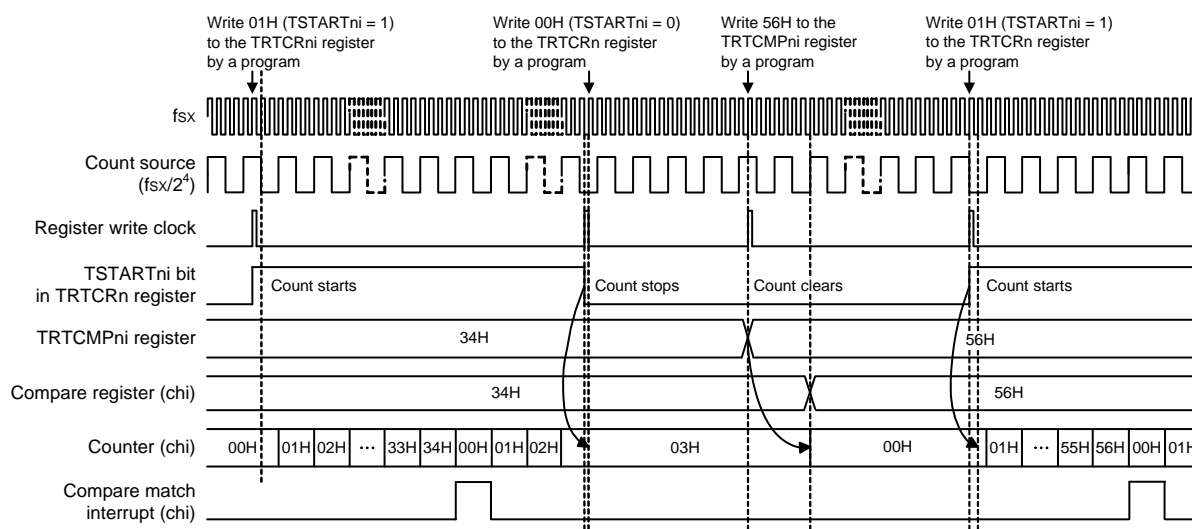 Write 01H (TSTARTni = 1)
to the TRTCRni register
by a program
Write 00H (TSTARTni = 0)
to the TRTCRn register
by a program
Write 56H to the
TRTCMPni register
by a program
Write 01H (TSTARTni = 1)
to the TRTCRn register
by a program
fsx
Count source
(fsx/2⁴)
Register write clock
TSTARTni bit
in TRTCRn register
Count starts
Count stops
Count clears
Count starts
TRTCMPni register
34H
56H
Compare register (chi)
34H
56H
Counter (chi)
00H 01H 02H ... 33H 34H 00H 01H 02H 03H 00H 01H ... 55H 56H 00H 01H
Compare match
interrupt (chi)